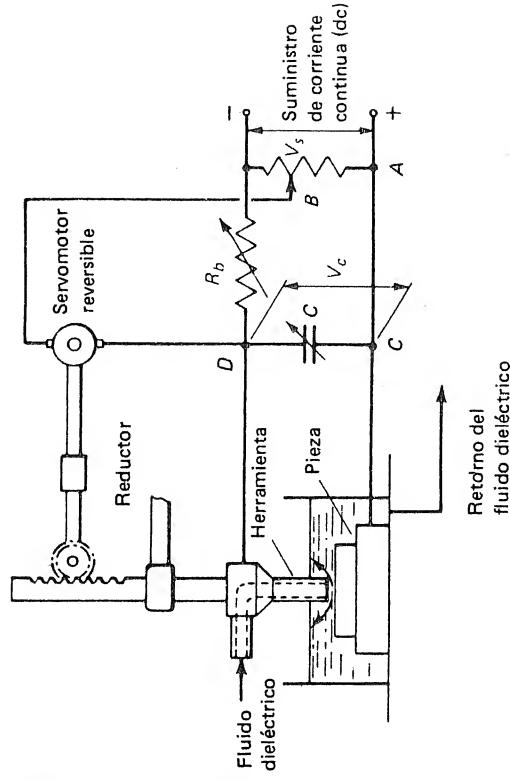 Servomotor
reversible
Reductor
Herramienta
Pieza
Fluido
dieléctrico
Retorno del
fluido dieléctrico
Suministro
de corriente
continua (dc)
−
+
V_s
A
B
R_b
D
C
V_c
C